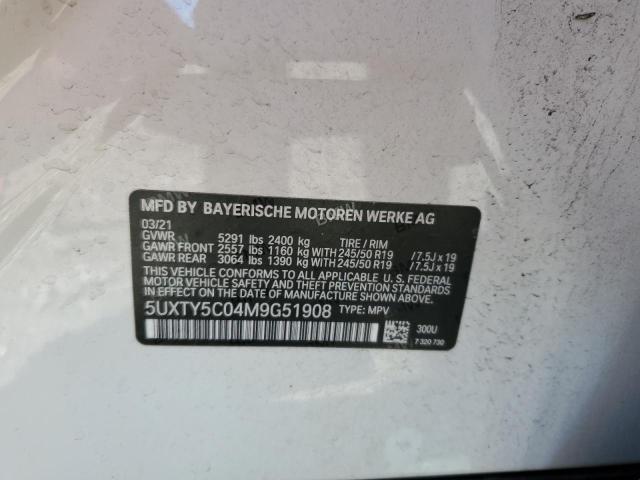 MFD BY BAYERISCHE MOTOREN WERKE AG
03/21
GVWR 5291 lbs 2400 kg TIRE / RIM
GAWR FRONT 2557 lbs 1160 kg WITH 245/50 R19 / 7.5J x 19
GAWR REAR 3064 lbs 1390 kg WITH 245/50 R19 / 7.5J x 19
THIS VEHICLE CONFORMS TO ALL APPLICABLE U. S. FEDERAL
MOTOR VEHICLE SAFETY AND THEFT PREVENTION STANDARDS
IN EFFECT ON THE DATE OF MANUFACTURE SHOWN ABOVE.
5UXTY5C04M9G51908 TYPE: MPV
300U
7 320 730